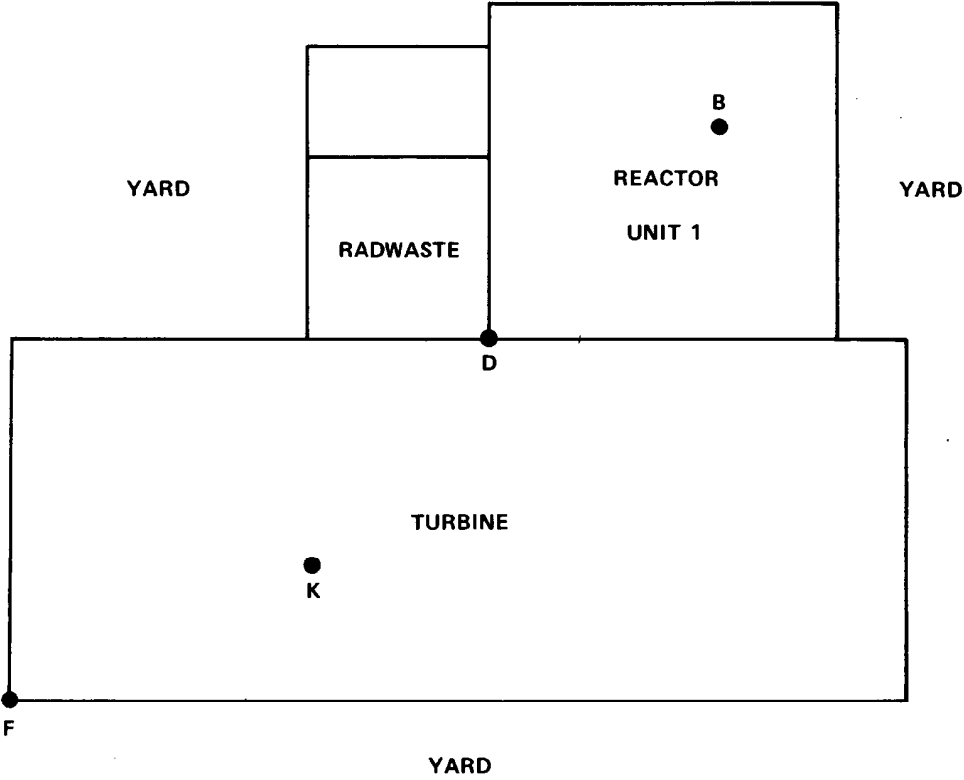 B
REACTOR
YARD
YARD
UNIT 1
RADWASTE
D
TURBINE
K
F
YARD